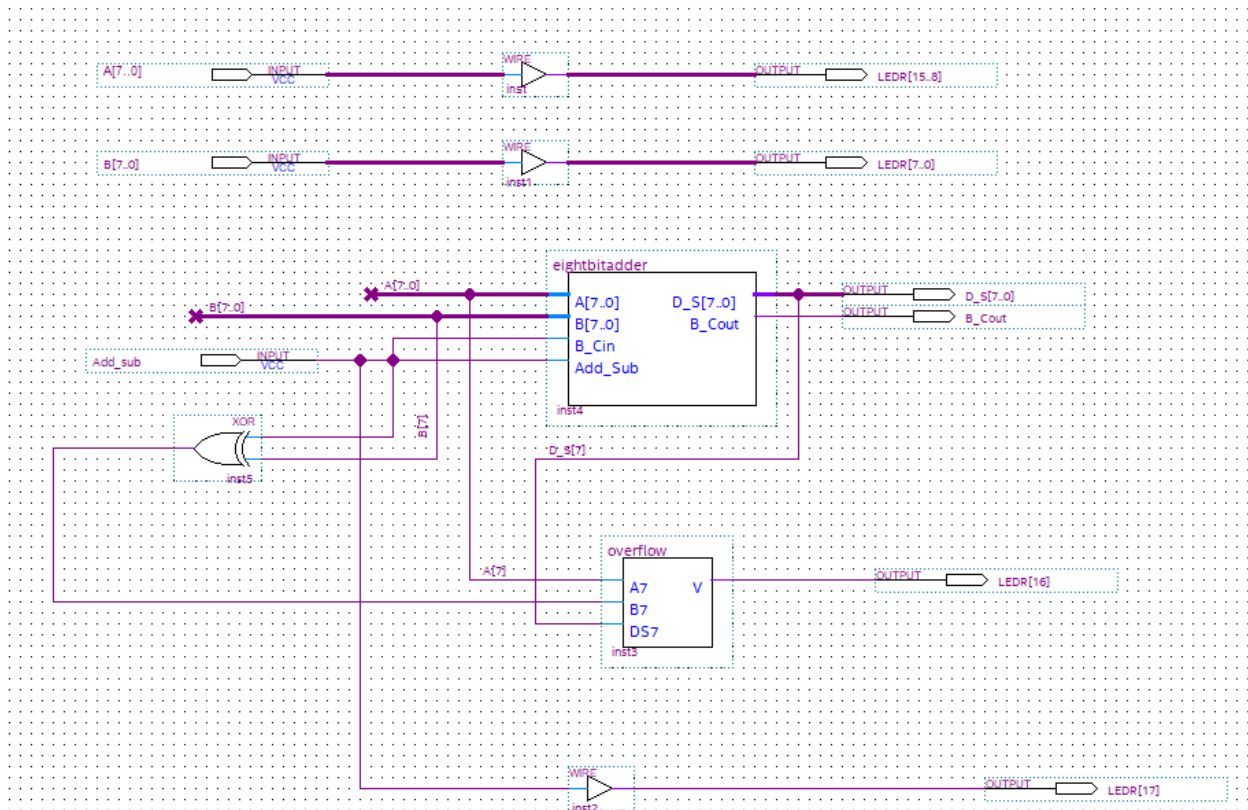 A[7..0] INPUT VCC WIRE inst OUTPUT LEDR[15..8]
B[7..0] INPUT VCC WIRE inst1 OUTPUT LEDR[7..0]
eightbitadder
A[7..0]
B[7..0]
A[7..0] D_S[7..0]
B[7..0] B_Cout
B_Cin
Add_Sub
inst4
OUTPUT D_S[7..0]
OUTPUT B_Cout
Add_sub INPUT VCC
XOR
inst5
B[7]
D_S[7]
overflow
A[7]
A7 V
B7
DS7
inst3
OUTPUT LEDR[16]
WIRE
inst2
OUTPUT LEDR[17]